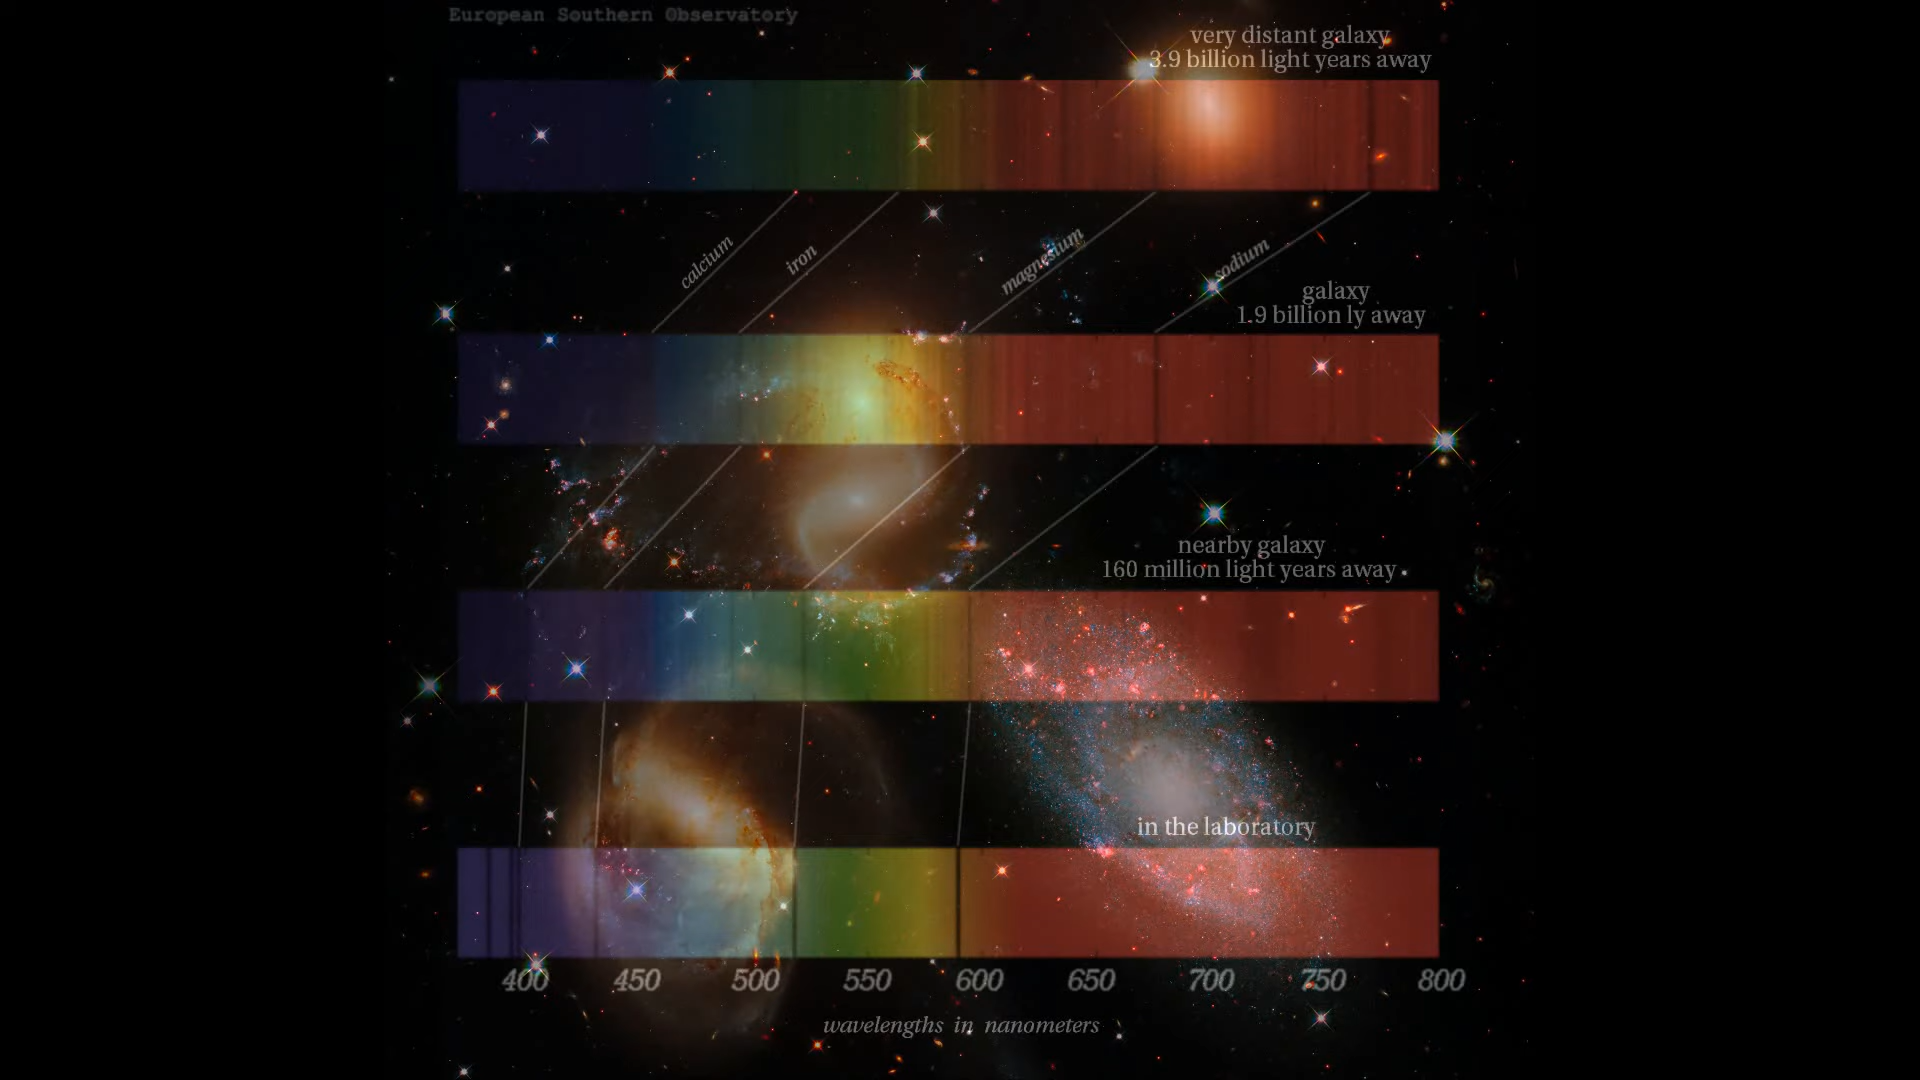 European Southern Observatory
very distant galaxy
3.9 billion light years away
calcium
iron
magnesium
sodium
galaxy
1.9 billion ly away
nearby galaxy
160 million light years away
in the laboratory
400 450 500 550 600 650 700 750 800
wavelengths in nanometers